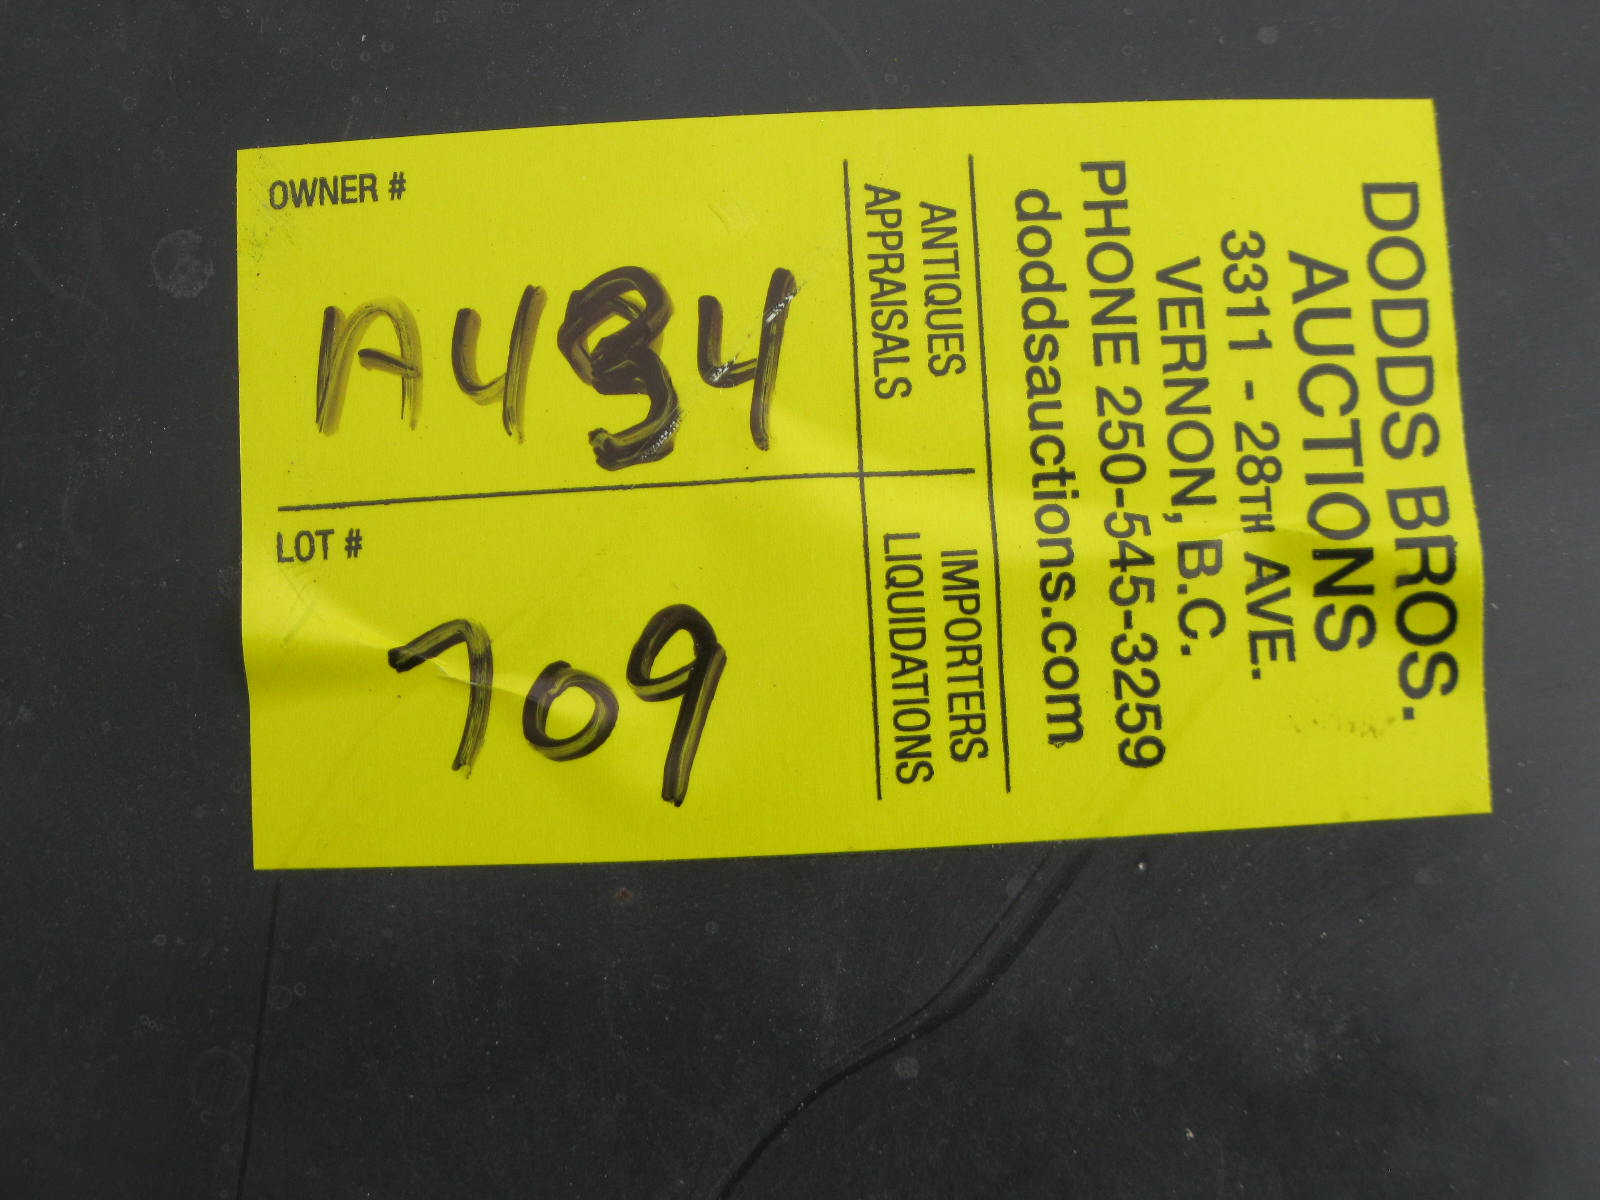 DODDS BROS.
AUCTIONS
3311 - 28TH AVE.
VERNON, B.C.
PHONE 250-545-3259
doddsauctions.com
ANTIQUES
APPRAISALS
IMPORTERS
LIQUIDATIONS
OWNER #
LOT #
709